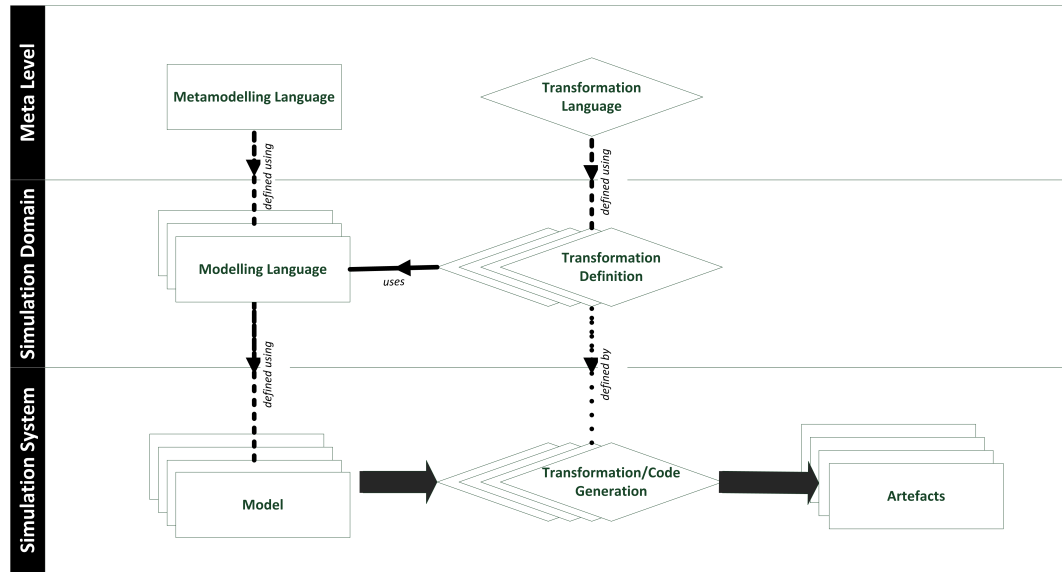 Meta Level
Metamodelling Language
Transformation
Language
defined using
defined using
Simulation Domain
Modelling Language
uses
Transformation
Definition
defined using
defined by
Simulation System
Model
Transformation/Code
Generation
Artefacts